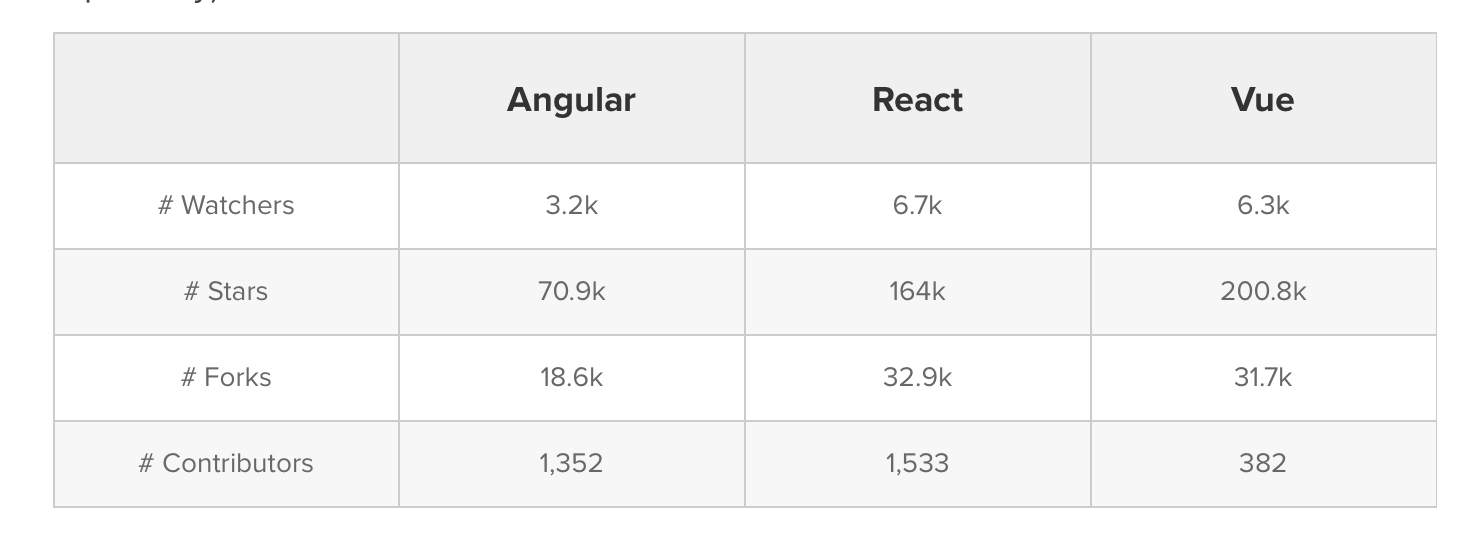 Angular React Vue
# Watchers 3.2k 6.7k 6.3k
# Stars 70.9k 164k 200.8k
# Forks 18.6k 32.9k 31.7k
# Contributors 1,352 1,533 382